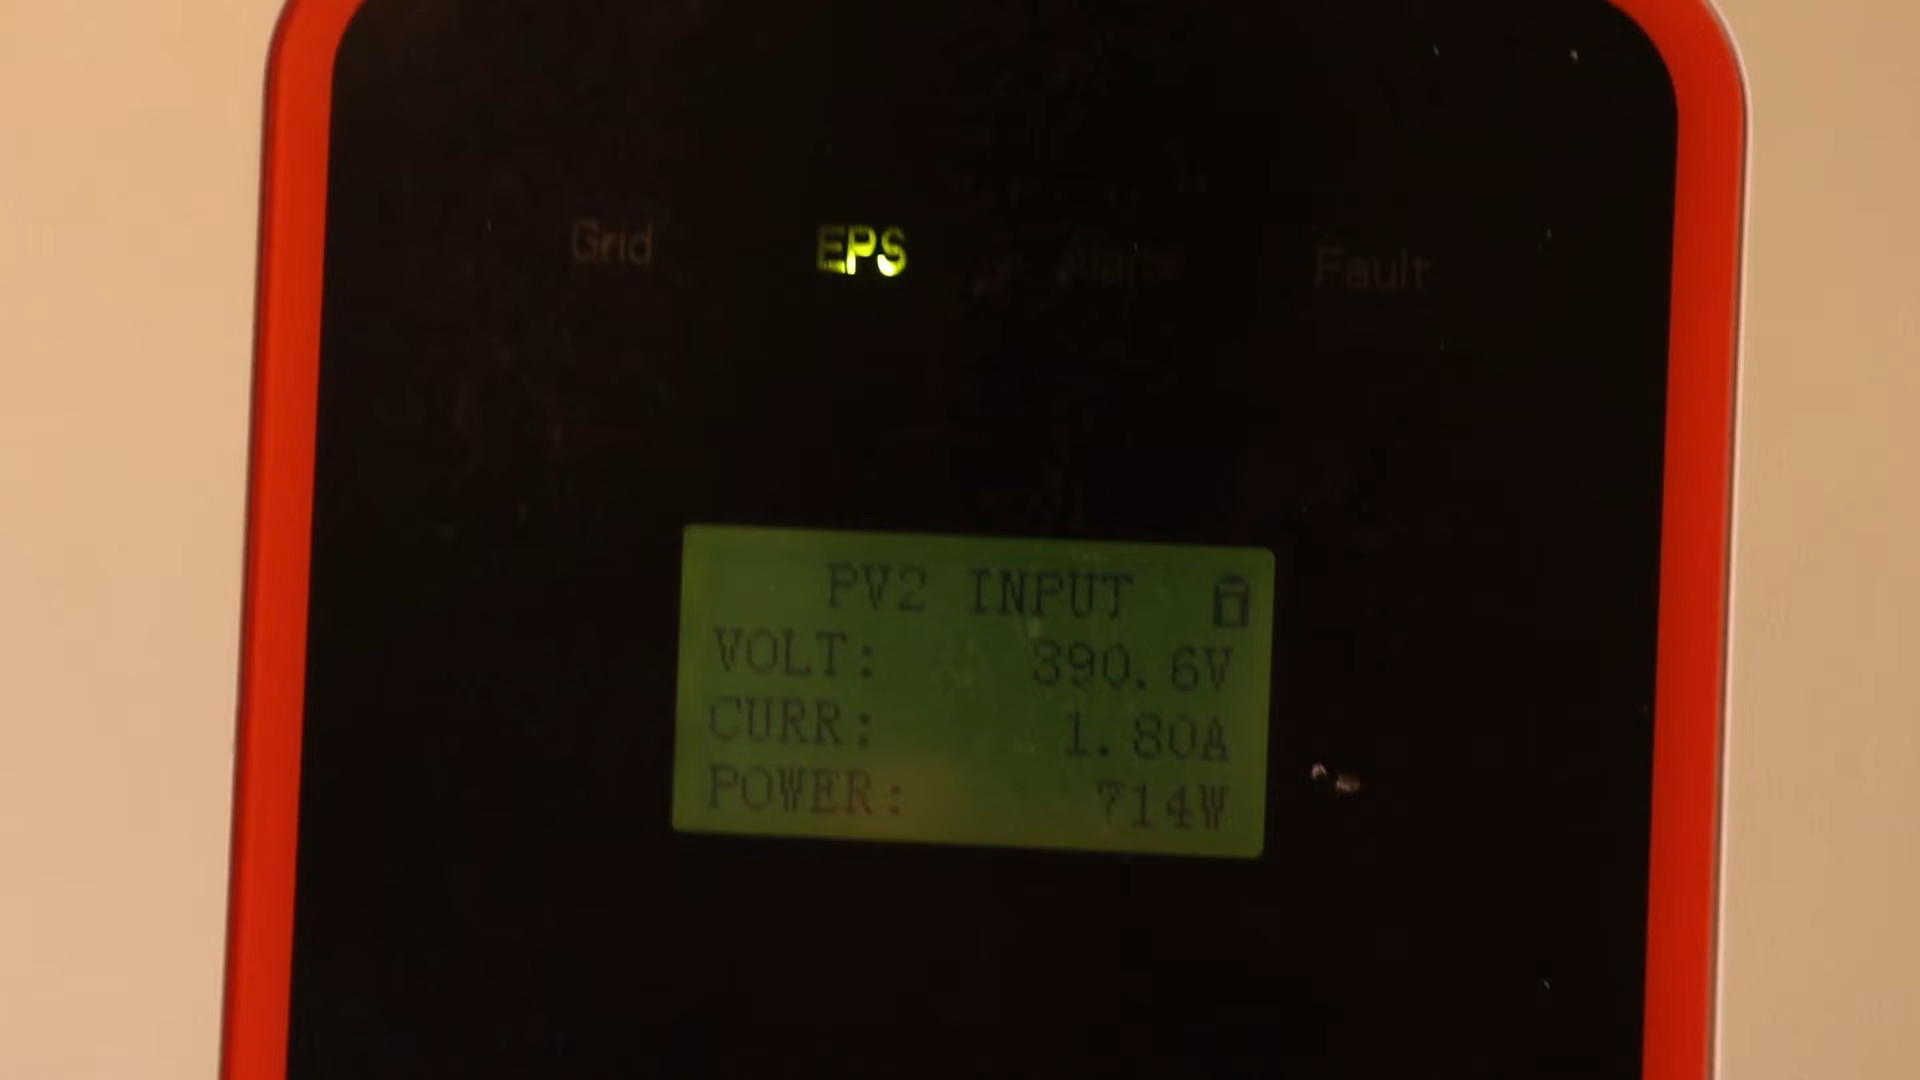 Grid EPS Fault
PV2 INPUT
VOLT: 390.6V
CURR: 1.80A
POWER: 714W